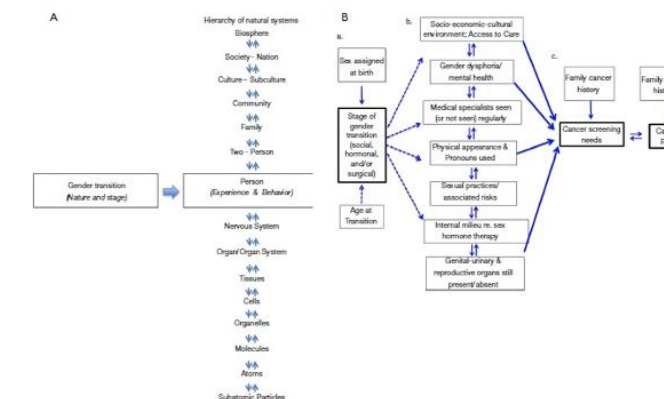 A
Hierarchy of natural systems
Biosphere
Society - Nation
Culture - Subculture
Community
Family
Two - Person
Gender transition
(Nature and stage)
Person
(Experience & Behavior)
Nervous System
Organ/Organ System
Tissues
Cells
Organelles
Molecules
Atoms
Subatomic Particles
B
a.
Sex assigned
at birth
Stage of
gender
transition
(social,
hormonal,
and/or
surgical)
Age at
Transition
b.
Socio-economic-cultural
environment; Access to Care
Gender dysphoria/
mental health
Medical specialists seen
(or not seen) regularly
Physical appearance &
Pronouns used
Sexual practices/
associated risks
Internal milieu re. sex
hormone therapy
Genital-urinary &
reproductive organs still
present/absent
c.
Family cancer
history
Cancer screening
needs
Family